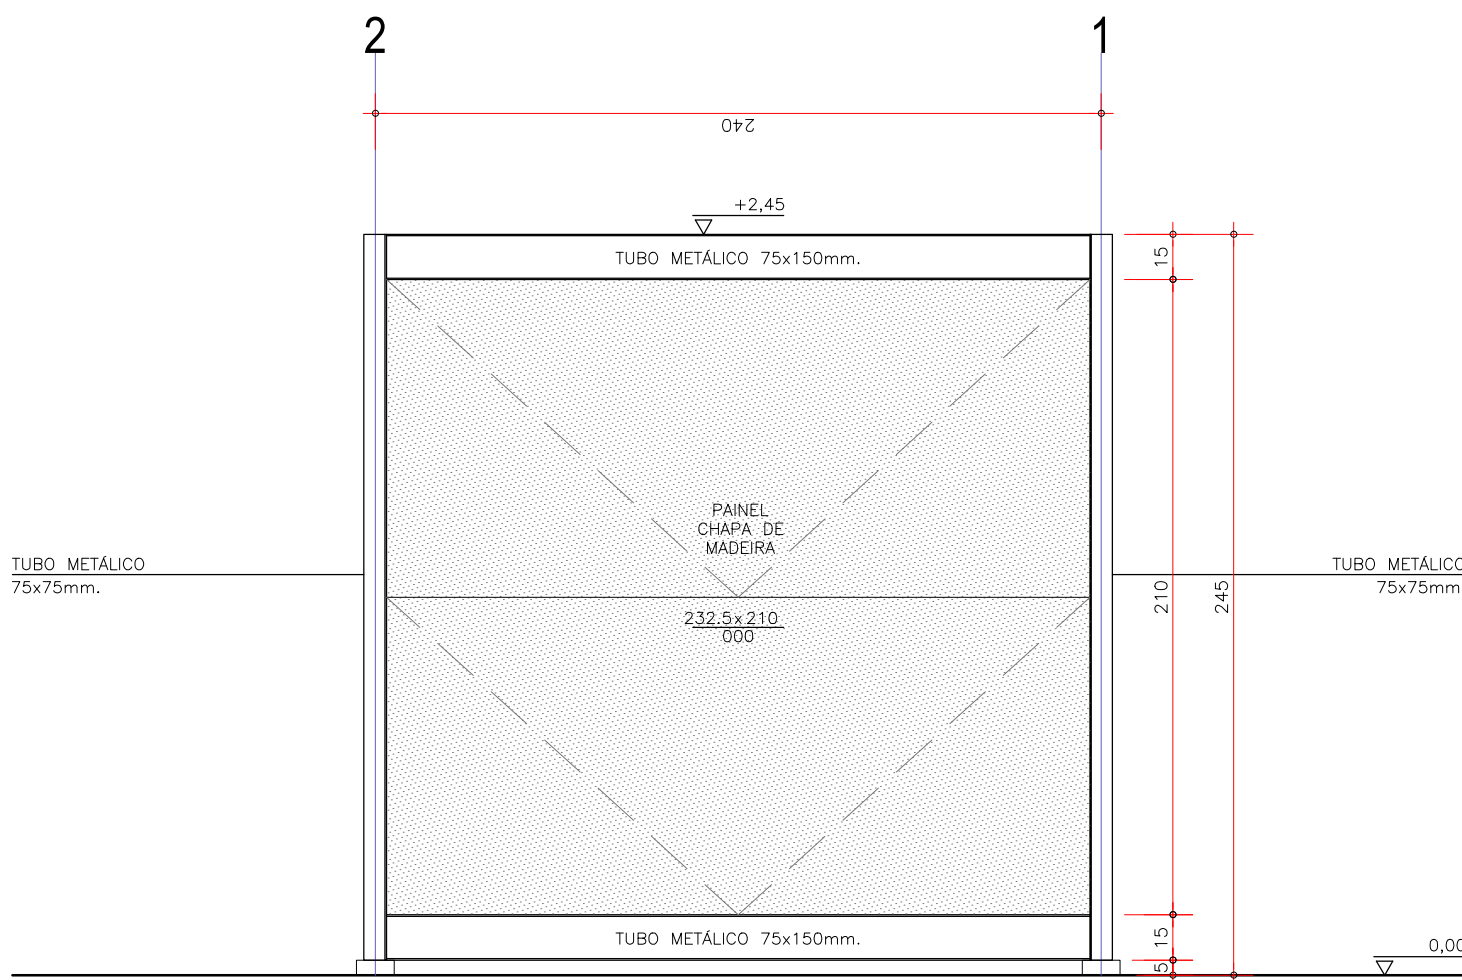 2
1
240
+2,45
TUBO METÁLICO 75x150mm.
15
PAINEL
CHAPA DE
MADEIRA
TUBO METÁLICO
75x75mm.
TUBO METÁLICO
75x75mm
210
245
232.5x210
000
TUBO METÁLICO 75x150mm.
15
5
0,00